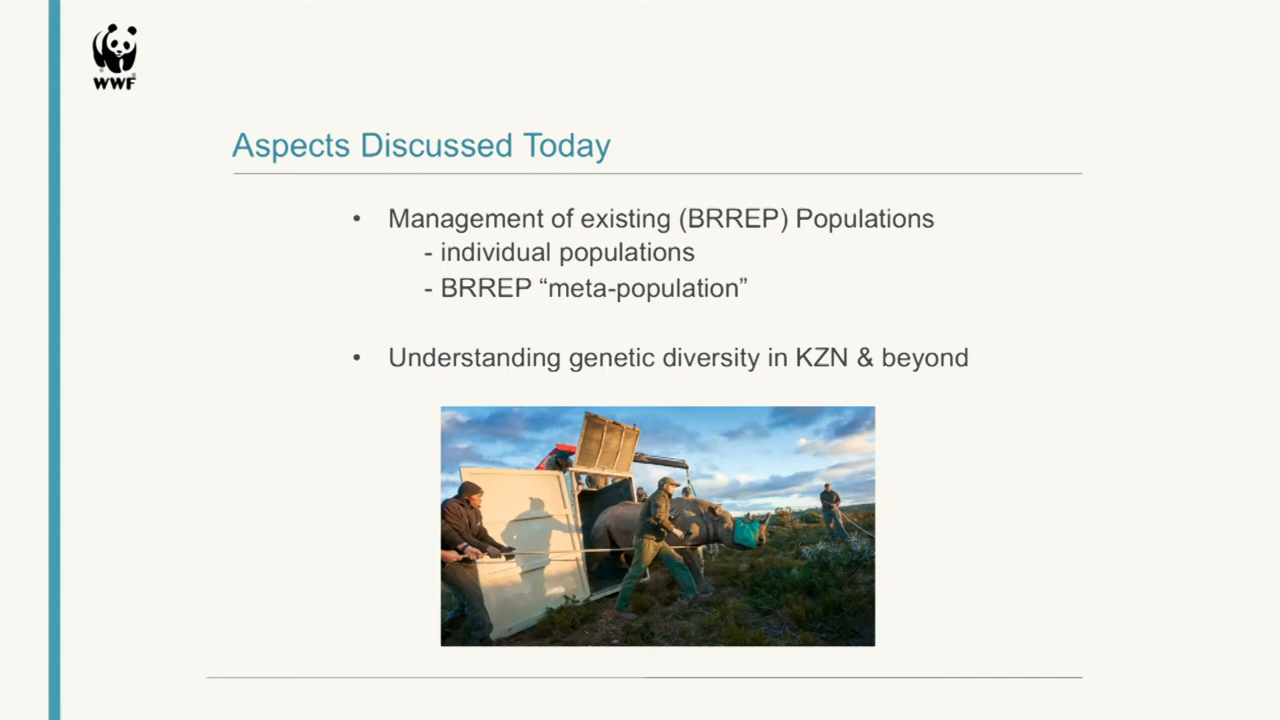 WWF
Aspects Discussed Today
• Management of existing (BRREP) Populations
- individual populations
- BRREP “meta-population”
• Understanding genetic diversity in KZN & beyond